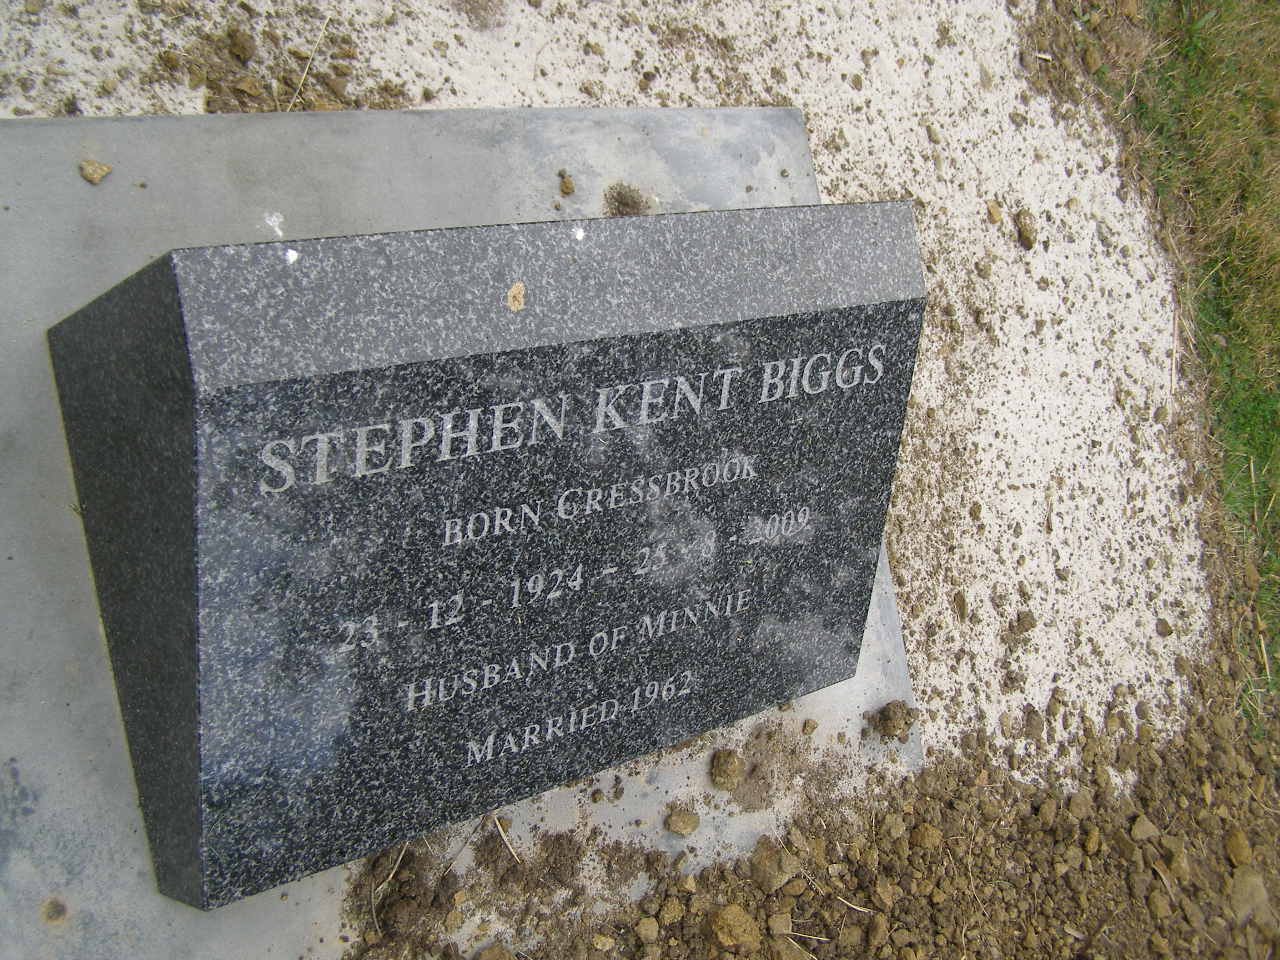 STEPHEN KENT BIGGS
BORN CRESSBROOK
23 - 12 - 1924 - 25 - 8 - 2009
HUSBAND OF MINNIE
MARRIED 1962